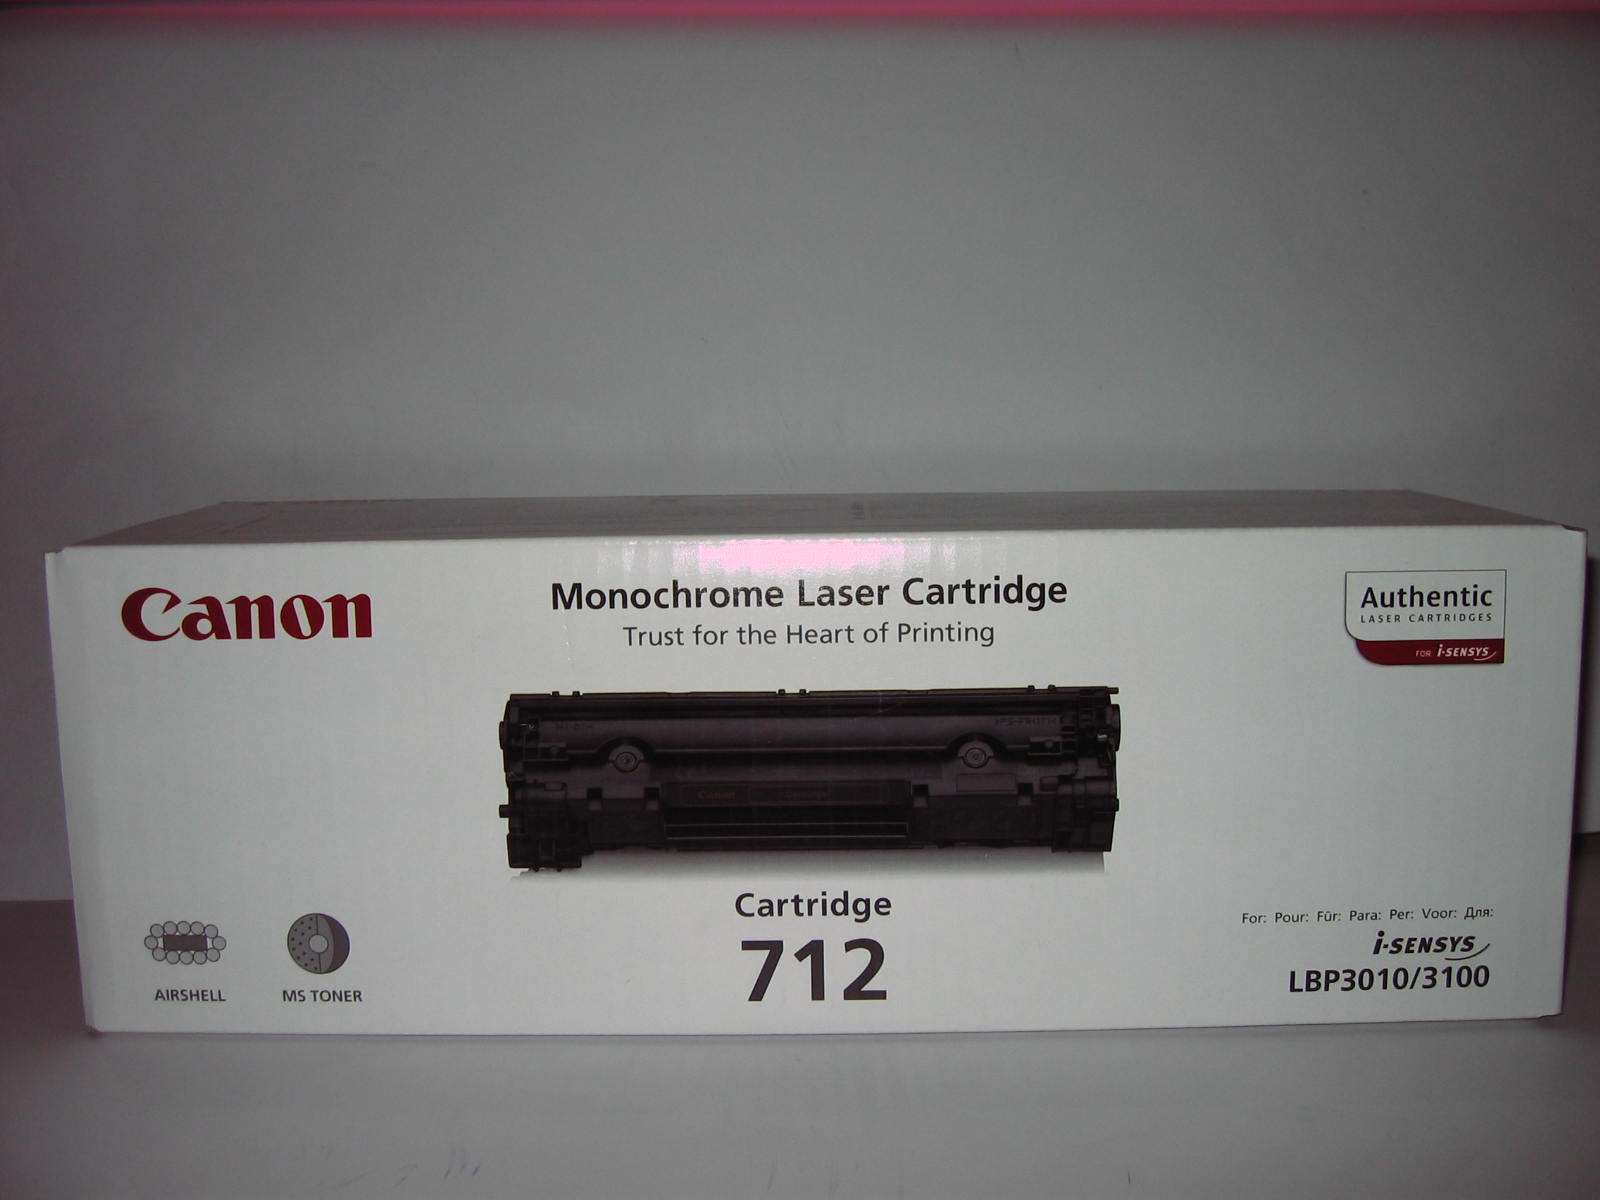 Canon
Monochrome Laser Cartridge
Trust for the Heart of Printing
Authentic
LASER CARTRIDGES
FOR i-SENSYS
Canon
Cartridge
712
AIRSHELL
MS TONER
For: Pour: Für: Para: Per: Voor: Для:
i-SENSYS
LBP3010/3100